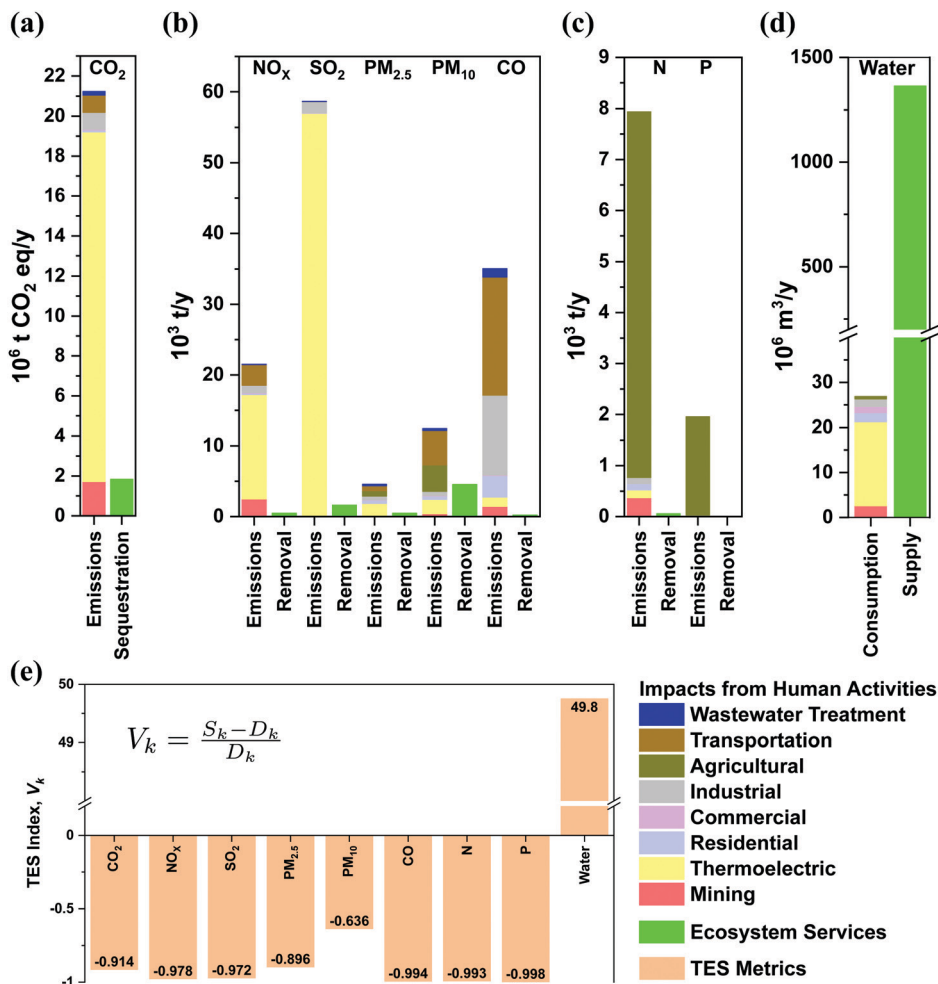 (a)
(b)
(c)
(d)
CO2
10^6 t CO2 eq/y
22
20
18
16
14
12
10
8
6
4
2
0
Emissions
Sequestration
NOX SO2 PM2.5 PM10 CO
10^3 t/y
60
50
40
30
20
10
0
Emissions
Removal
Emissions
Removal
Emissions
Removal
Emissions
Removal
Emissions
Removal
N P
10^3 t/y
9
8
7
6
5
4
3
2
1
0
Emissions
Removal
Emissions
Removal
Water
10^6 m^3/y
1500
1000
500
30
20
10
0
Consumption
Supply
(e)
TES Index, Vk
50
49
0
-0.5
-1
Vk = (Sk−Dk)/Dk
CO2
NOX
SO2
PM2.5
PM10
CO
N
P
Water
-0.914
-0.978
-0.972
-0.896
-0.636
-0.994
-0.993
-0.998
49.8
Impacts from Human Activities
Wastewater Treatment
Transportation
Agricultural
Industrial
Commercial
Residential
Thermoelectric
Mining
Ecosystem Services
TES Metrics